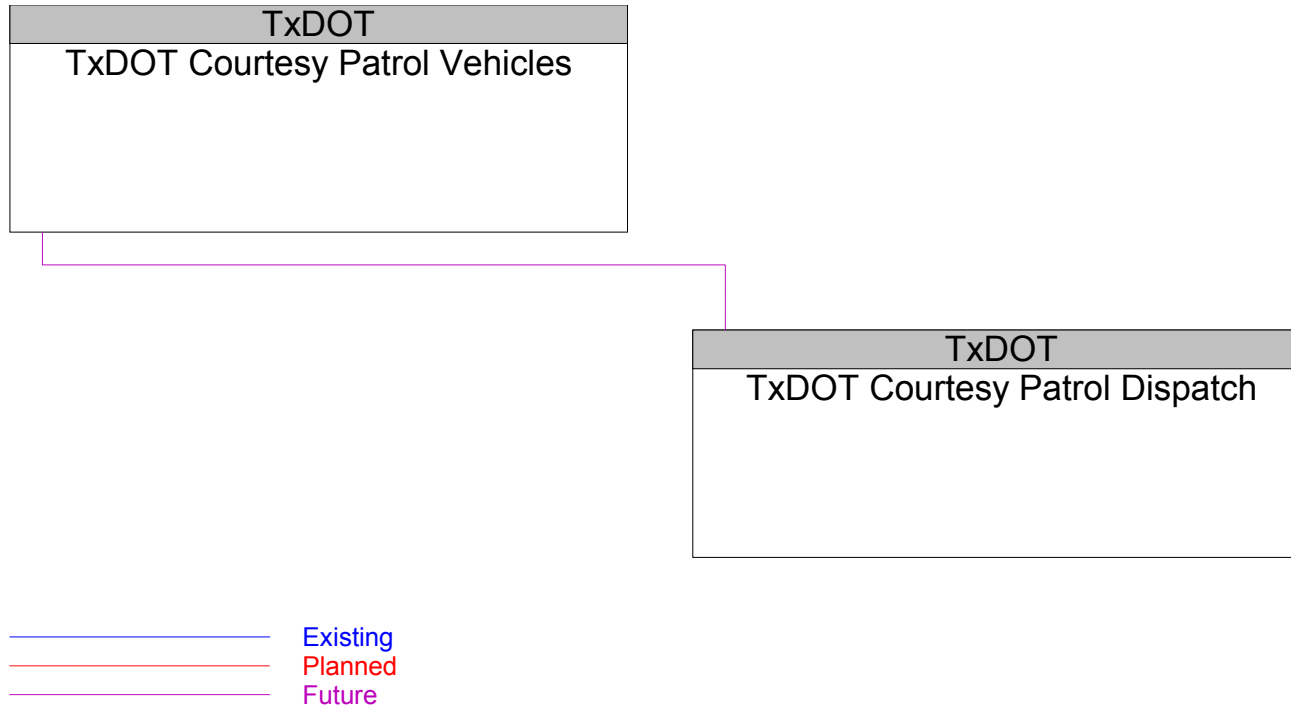 TxDOT
TxDOT Courtesy Patrol Vehicles
TxDOT
TxDOT Courtesy Patrol Dispatch
Existing
Planned
Future